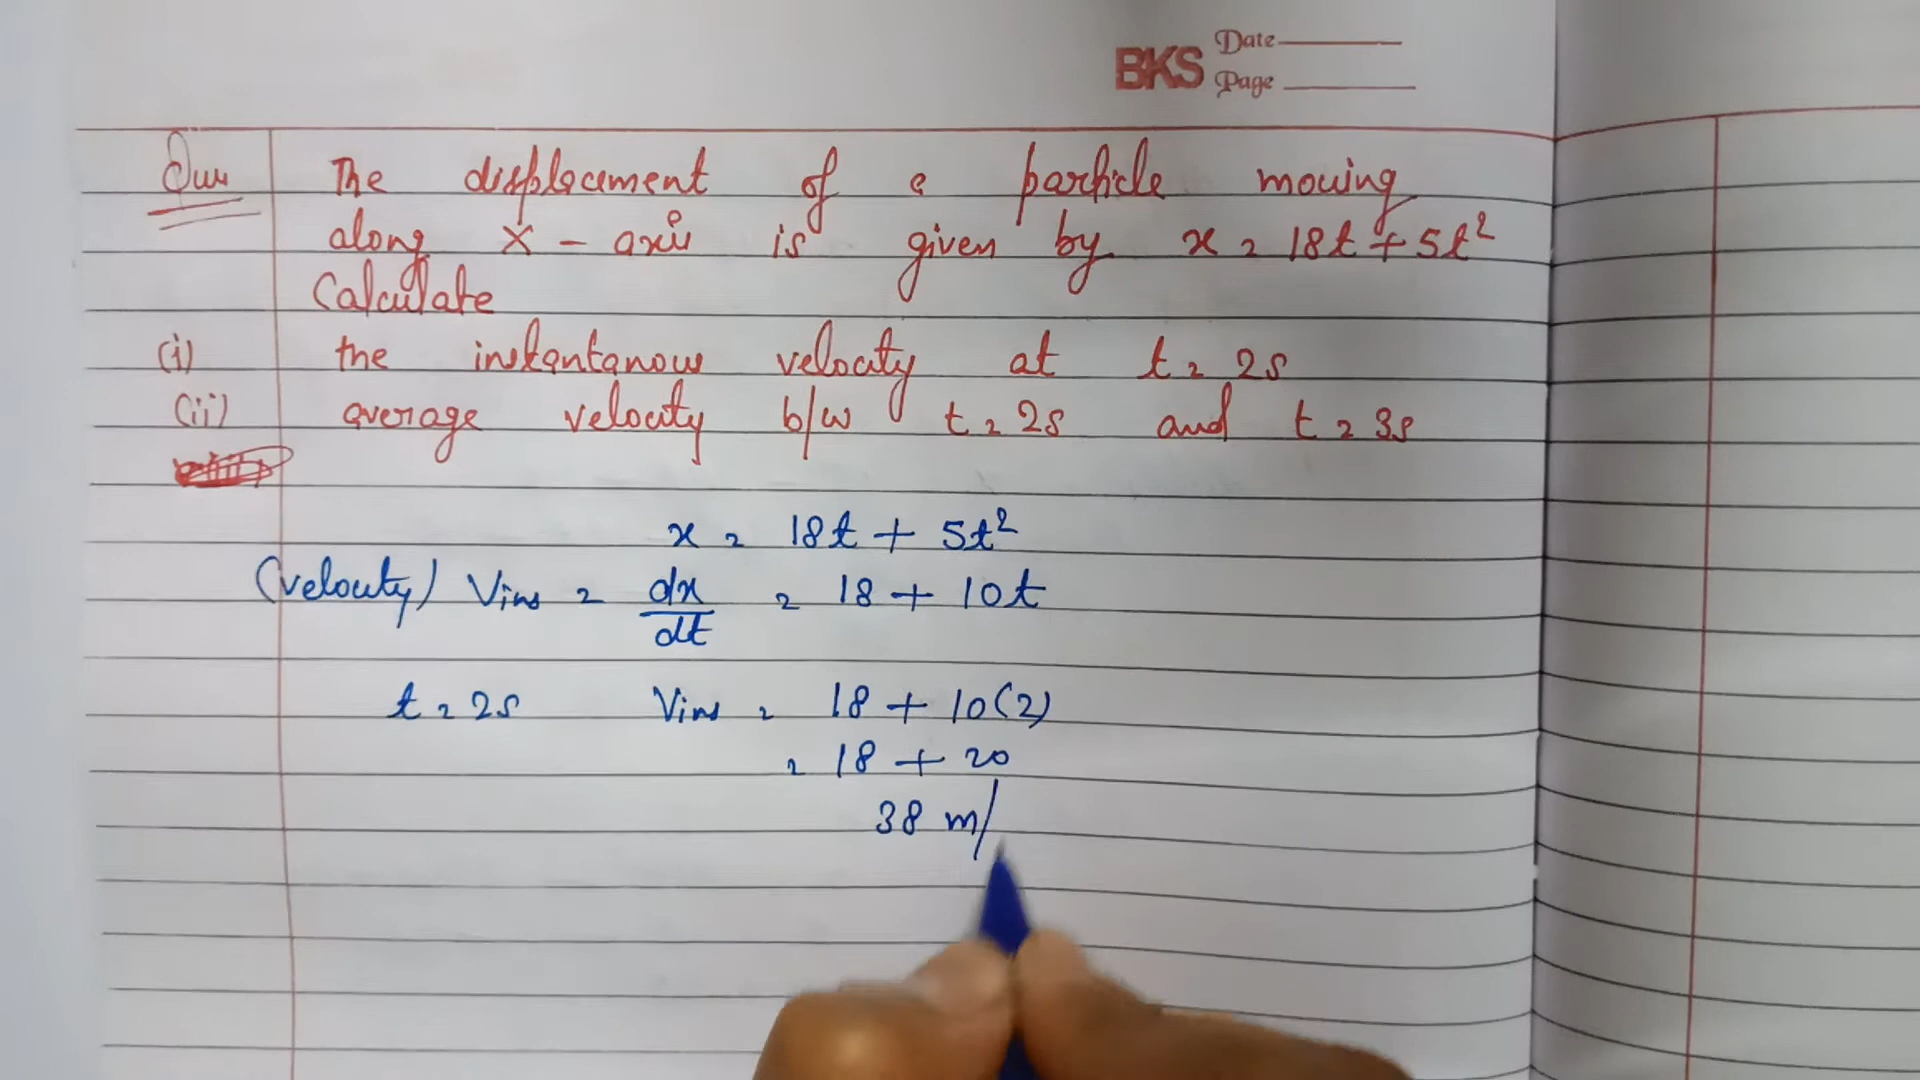 BKS Date
Page
Que The displacement of a particle moving
along X - axis is given by x = 18t + 5t²
Calculate
(i) the instantanous velocity at t = 2s
(ii) average velocity b/w t = 2s and t = 3s
x = 18t + 5t²
(velocity) Vins = dx/dt = 18 + 10t
t = 2s Vins = 18 + 10(2)
= 18 + 20
38 m/